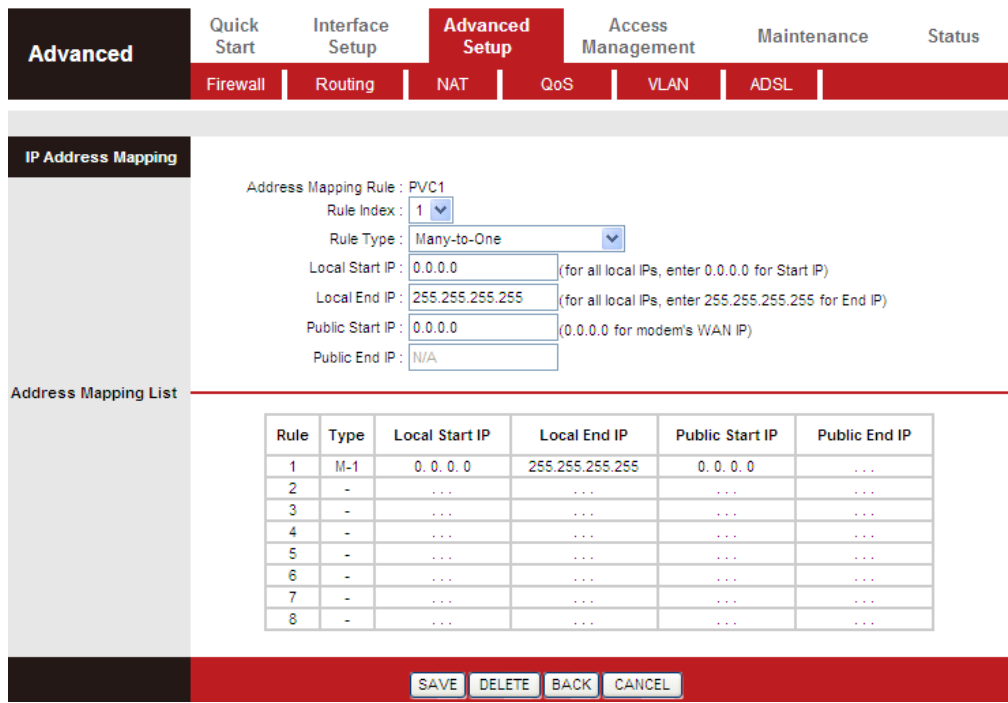 Advanced
Quick Start
Interface Setup
Advanced Setup
Access Management
Maintenance
Status
Firewall
Routing
NAT
QoS
VLAN
ADSL
IP Address Mapping
Address Mapping Rule : PVC1
Rule Index : 1
Rule Type : Many-to-One
Local Start IP : 0.0.0.0 (for all local IPs, enter 0.0.0.0 for Start IP)
Local End IP : 255.255.255.255 (for all local IPs, enter 255.255.255.255 for End IP)
Public Start IP : 0.0.0.0 (0.0.0.0 for modem's WAN IP)
Public End IP : N/A
Address Mapping List
Rule Type Local Start IP Local End IP Public Start IP Public End IP
1 M-1 0. 0. 0. 0 255.255.255.255 0. 0. 0. 0 . . .
2 - . . . . . . . . . . . .
3 - . . . . . . . . . . . .
4 - . . . . . . . . . . . .
5 - . . . . . . . . . . . .
6 - . . . . . . . . . . . .
7 - . . . . . . . . . . . .
8 - . . . . . . . . . . . .
SAVE DELETE BACK CANCEL